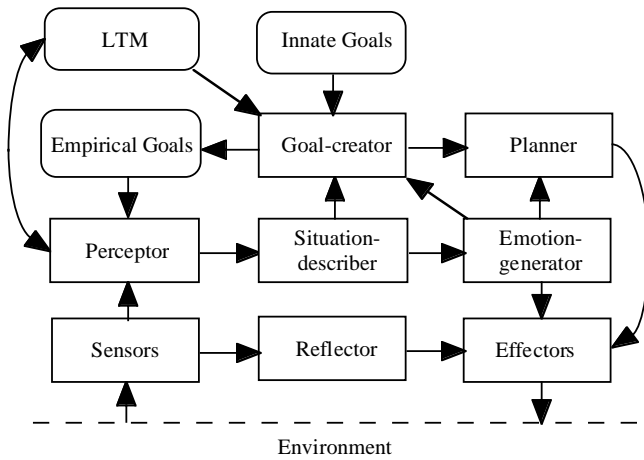 LTM
Innate Goals
Empirical Goals
Goal-creator
Planner
Perceptor
Situation-
describer
Emotion-
generator
Sensors
Reflector
Effectors
Environment